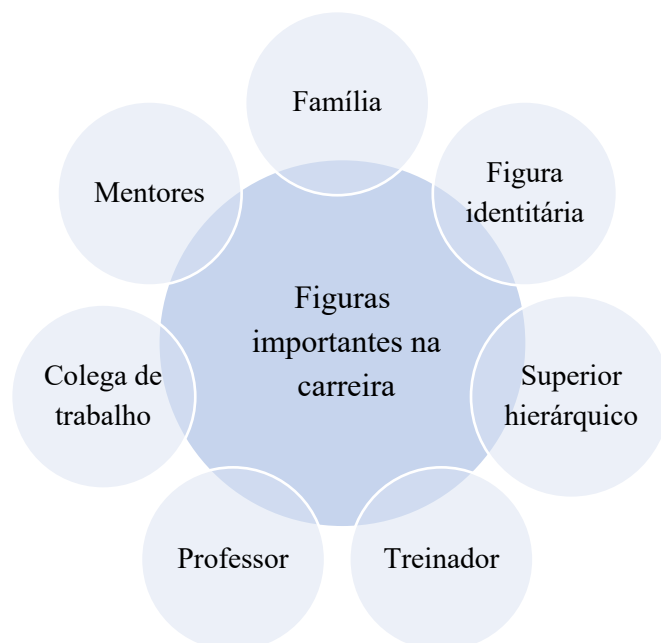 Família
Figura
identitária
Superior
hierárquico
Treinador
Professor
Colega de
trabalho
Mentores
Figuras
importantes na
carreira